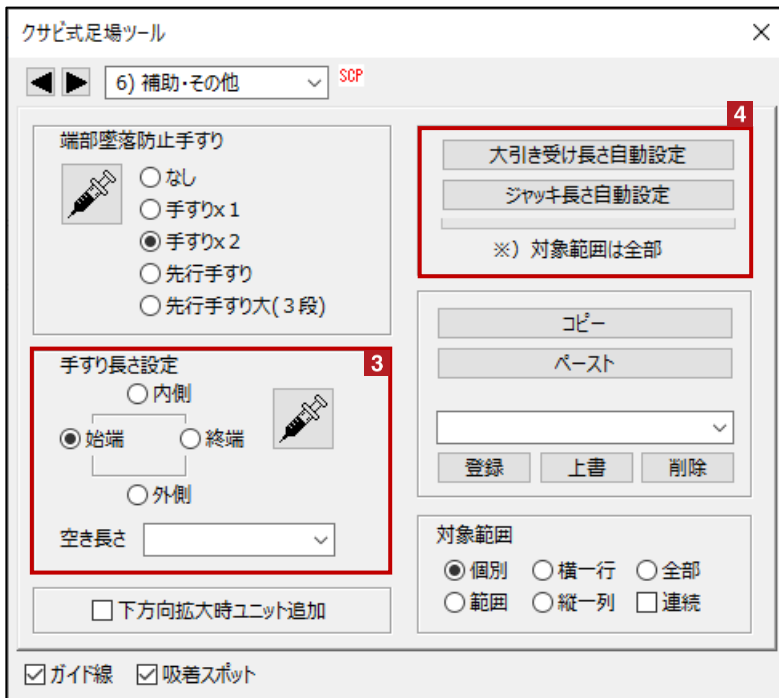 クサビ式足場ツール
6) 補助・その他
SCP
端部墜落防止手すり
なし
手すりx 1
手すりx 2
先行手すり
先行手すり大(３段)
3
手すり長さ設定
内側
始端
終端
外側
空き長さ
下方向拡大時ユニット追加
4
大引き受け長さ自動設定
ジャッキ長さ自動設定
※）対象範囲は全部
コピー
ペースト
登録
上書
削除
対象範囲
個別
横一行
全部
範囲
縦一列
連続
ガイド線
吸着スポット